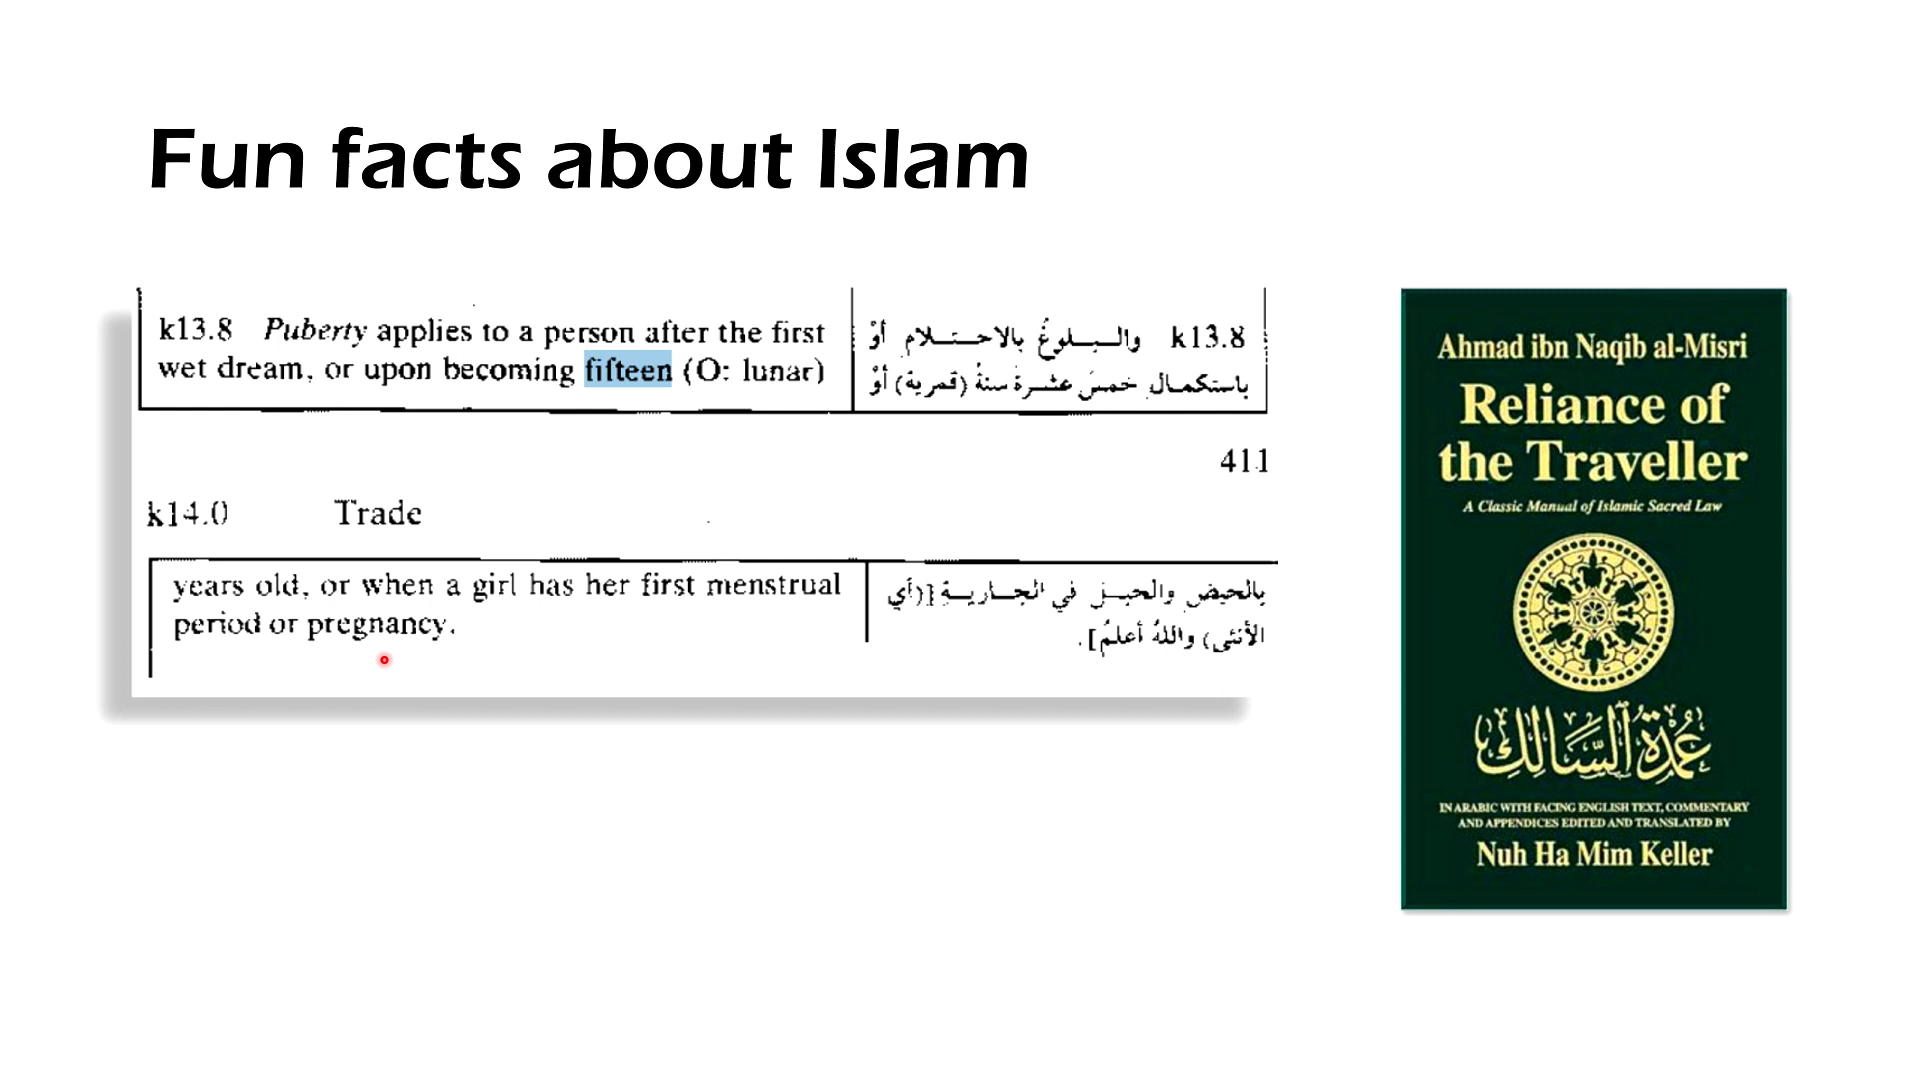 Fun facts about Islam
k13.8 Puberty applies to a person after the first
wet dream, or upon becoming fifteen (O: lunar)
k13.8 والبلوغُ بالاحتلام أوْ
باستكمال خمسَ عشرةَ سنةً (قمرية) أوْ
411
k14.0 Trade
years old, or when a girl has her first menstrual
period or pregnancy.
بالحيض والحبل في الجارية [(أي
الأنثى) واللهُ أعلمُ].
Ahmad ibn Naqib al-Misri
Reliance of
the Traveller
A Classic Manual of Islamic Sacred Law
عُمْدَةُ السَّالِك
IN ARABIC WITH FACING ENGLISH TEXT, COMMENTARY
AND APPENDICES EDITED AND TRANSLATED BY
Nuh Ha Mim Keller